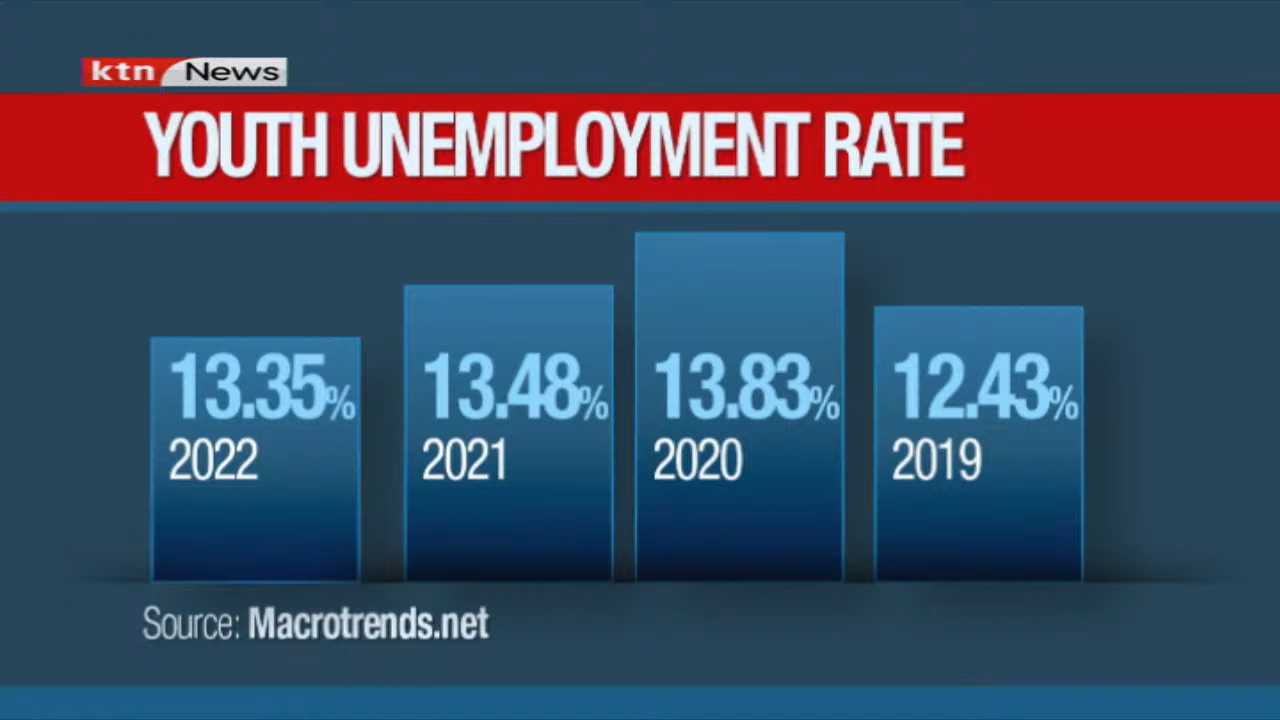 ktn News
YOUTH UNEMPLOYMENT RATE
13.35% 13.48% 13.83% 12.43%
2022 2021 2020 2019
Source: Macrotrends.net